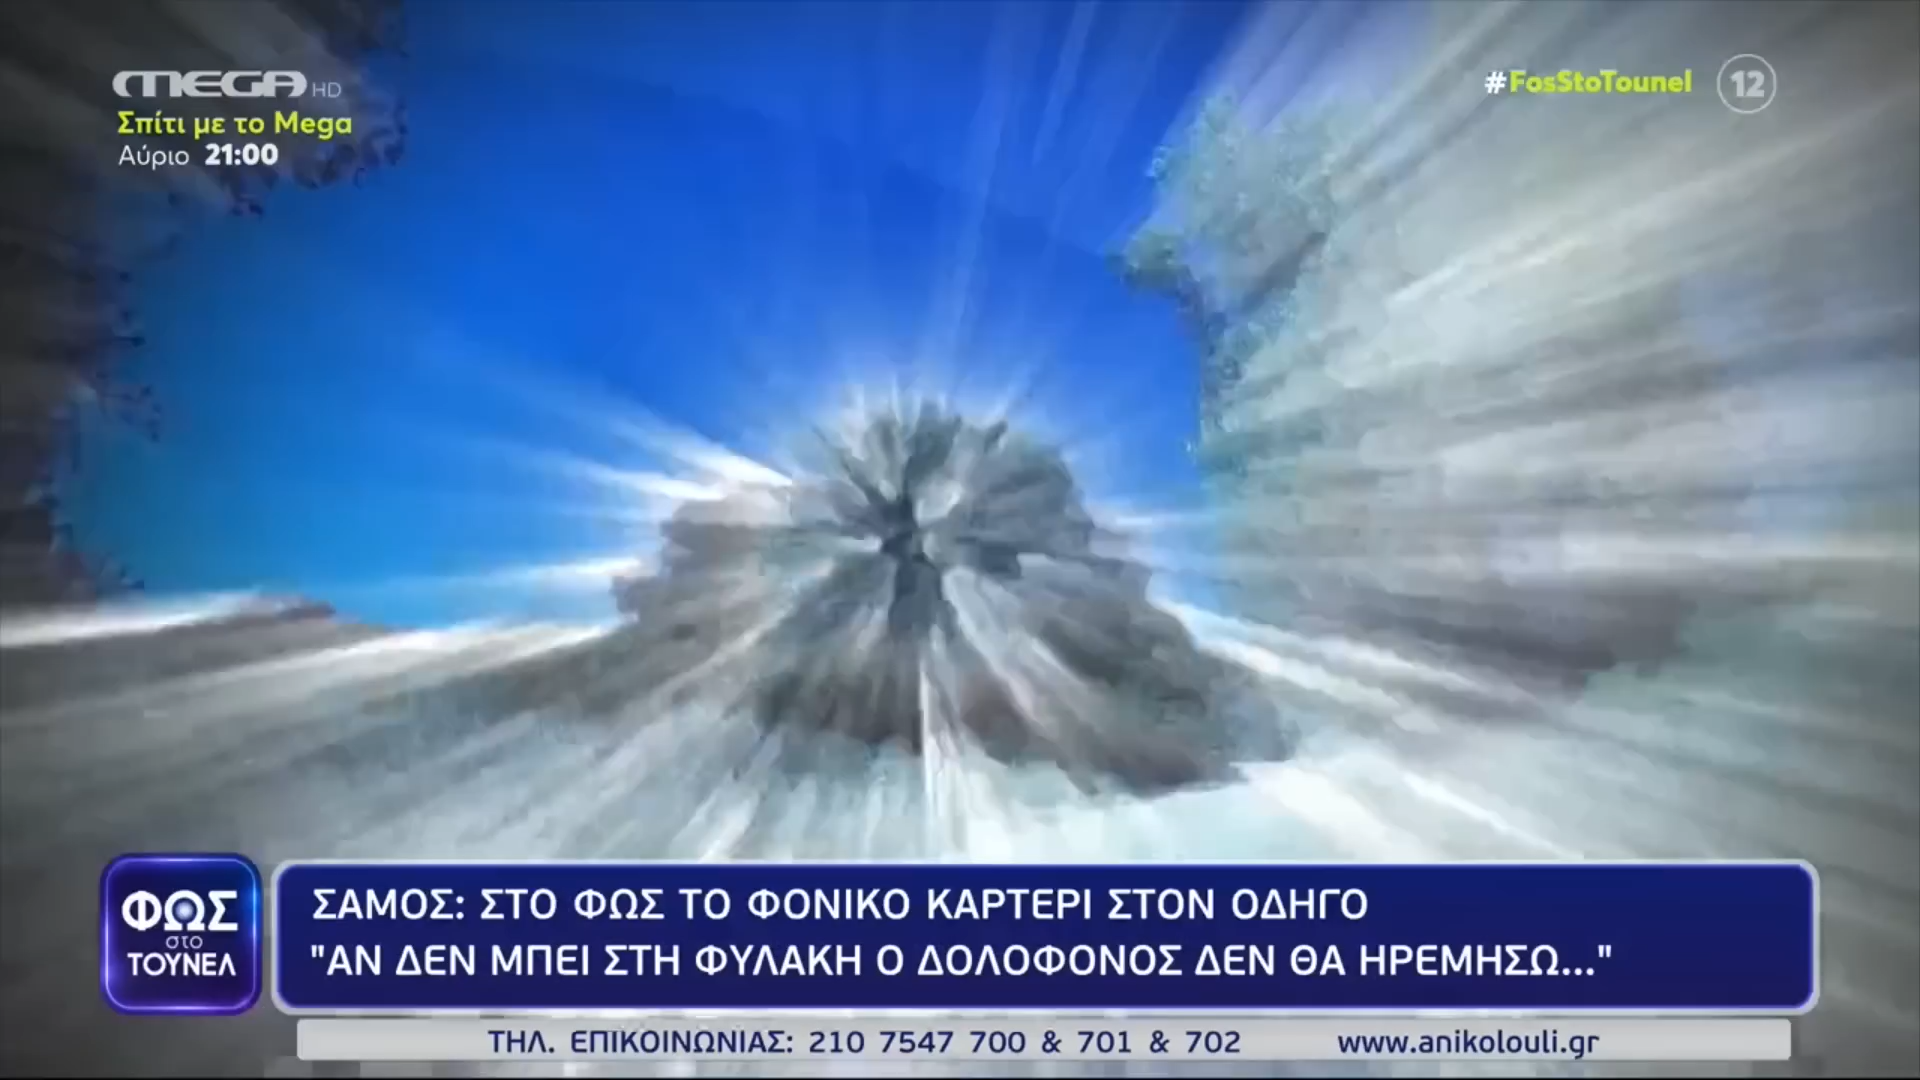 MEGA HD
Σπίτι με το Mega
Αύριο 21:00
#FosStoTounel 12
ΦΩΣ
στο
ΤΟΥΝΕΛ
ΣΑΜΟΣ: ΣΤΟ ΦΩΣ ΤΟ ΦΟΝΙΚΟ ΚΑΡΤΕΡΙ ΣΤΟΝ ΟΔΗΓΟ
"ΑΝ ΔΕΝ ΜΠΕΙ ΣΤΗ ΦΥΛΑΚΗ Ο ΔΟΛΟΦΟΝΟΣ ΔΕΝ ΘΑ ΗΡΕΜΗΣΩ..."
ΤΗΛ. ΕΠΙΚΟΙΝΩΝΙΑΣ: 210 7547 700 & 701 & 702 www.anikolouli.gr